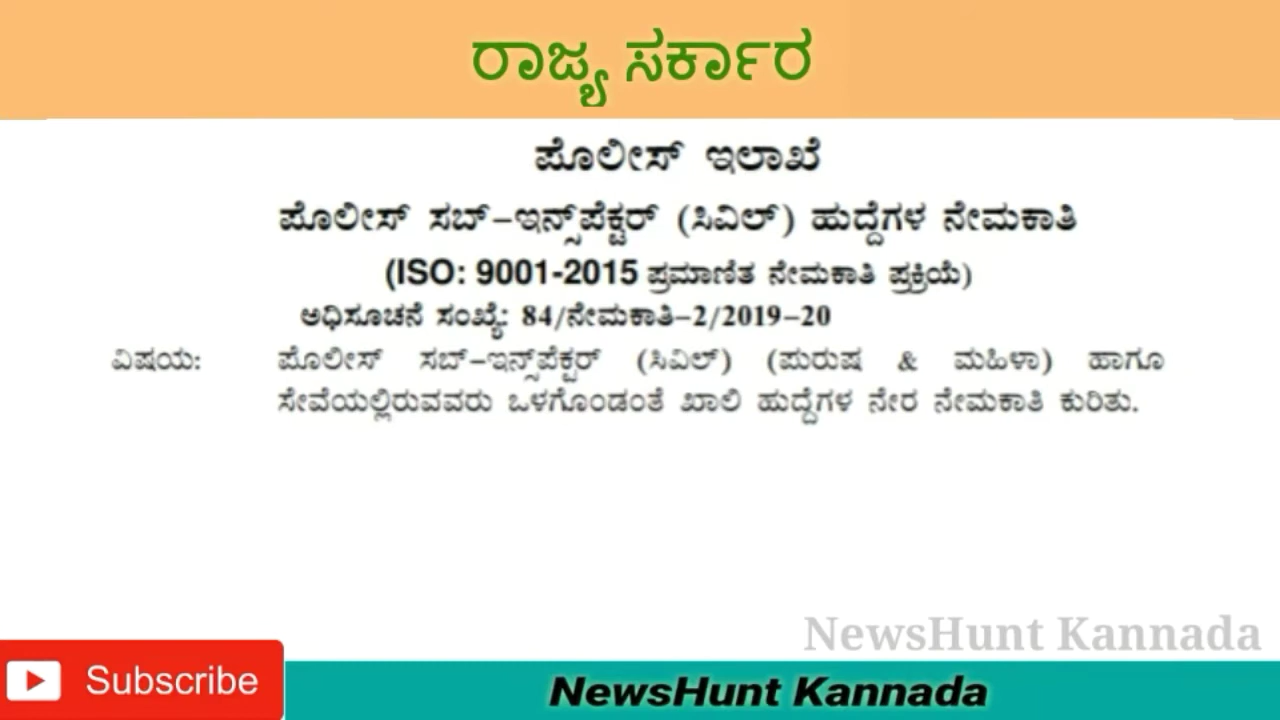 ರಾಜ್ಯ ಸರ್ಕಾರ
ಪೊಲೀಸ್ ಇಲಾಖೆ
ಪೊಲೀಸ್ ಸಬ್-ಇನ್ಸ್‌ಪೆಕ್ಟರ್ (ಸಿವಿಲ್) ಹುದ್ದೆಗಳ ನೇಮಕಾತಿ
(ISO: 9001-2015 ಪ್ರಮಾಣಿತ ನೇಮಕಾತಿ ಪ್ರಕ್ರಿಯೆ)
ಅಧಿಸೂಚನೆ ಸಂಖ್ಯೆ: 84/ನೇಮಕಾತಿ-2/2019-20
ವಿಷಯ: ಪೊಲೀಸ್ ಸಬ್-ಇನ್ಸ್‌ಪೆಕ್ಟರ್ (ಸಿವಿಲ್) (ಪುರುಷ & ಮಹಿಳಾ) ಹಾಗೂ
ಸೇವೆಯಲ್ಲಿರುವವರು ಒಳಗೊಂಡಂತೆ ಖಾಲಿ ಹುದ್ದೆಗಳ ನೇರ ನೇಮಕಾತಿ ಕುರಿತು.
NewsHunt Kannada
Subscribe
NewsHunt Kannada